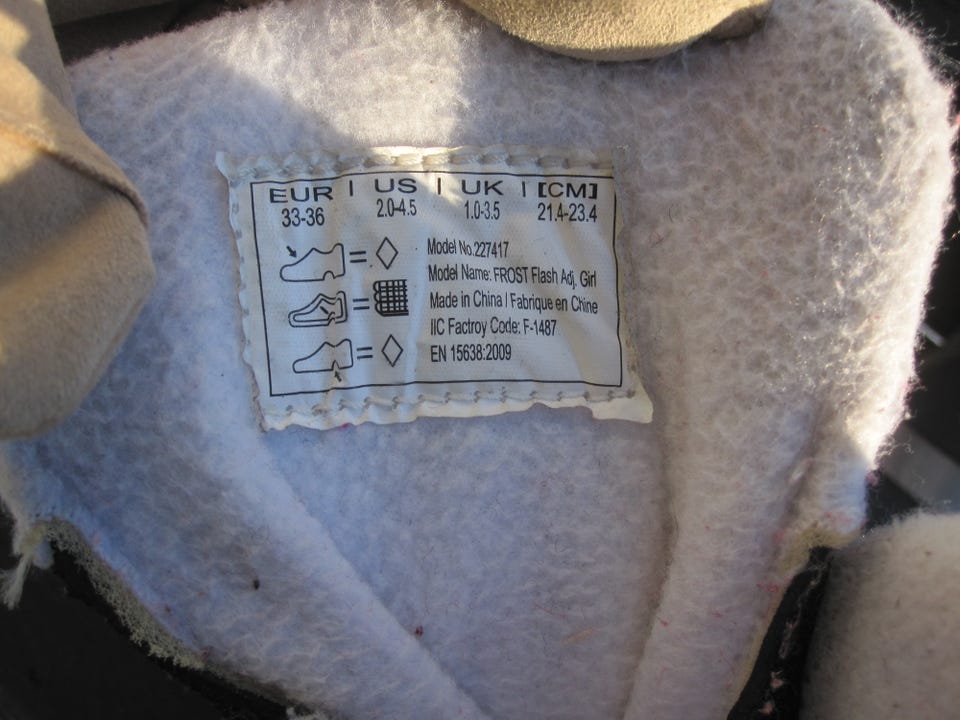 EUR | US | UK | [CM]
33-36 2.0-4.5 1.0-3.5 21.4-23.4
Model No.227417
Model Name: FROST Flash Adj. Girl
Made in China / Fabrique en Chine
IIC Factroy Code: F-1487
EN 15638:2009